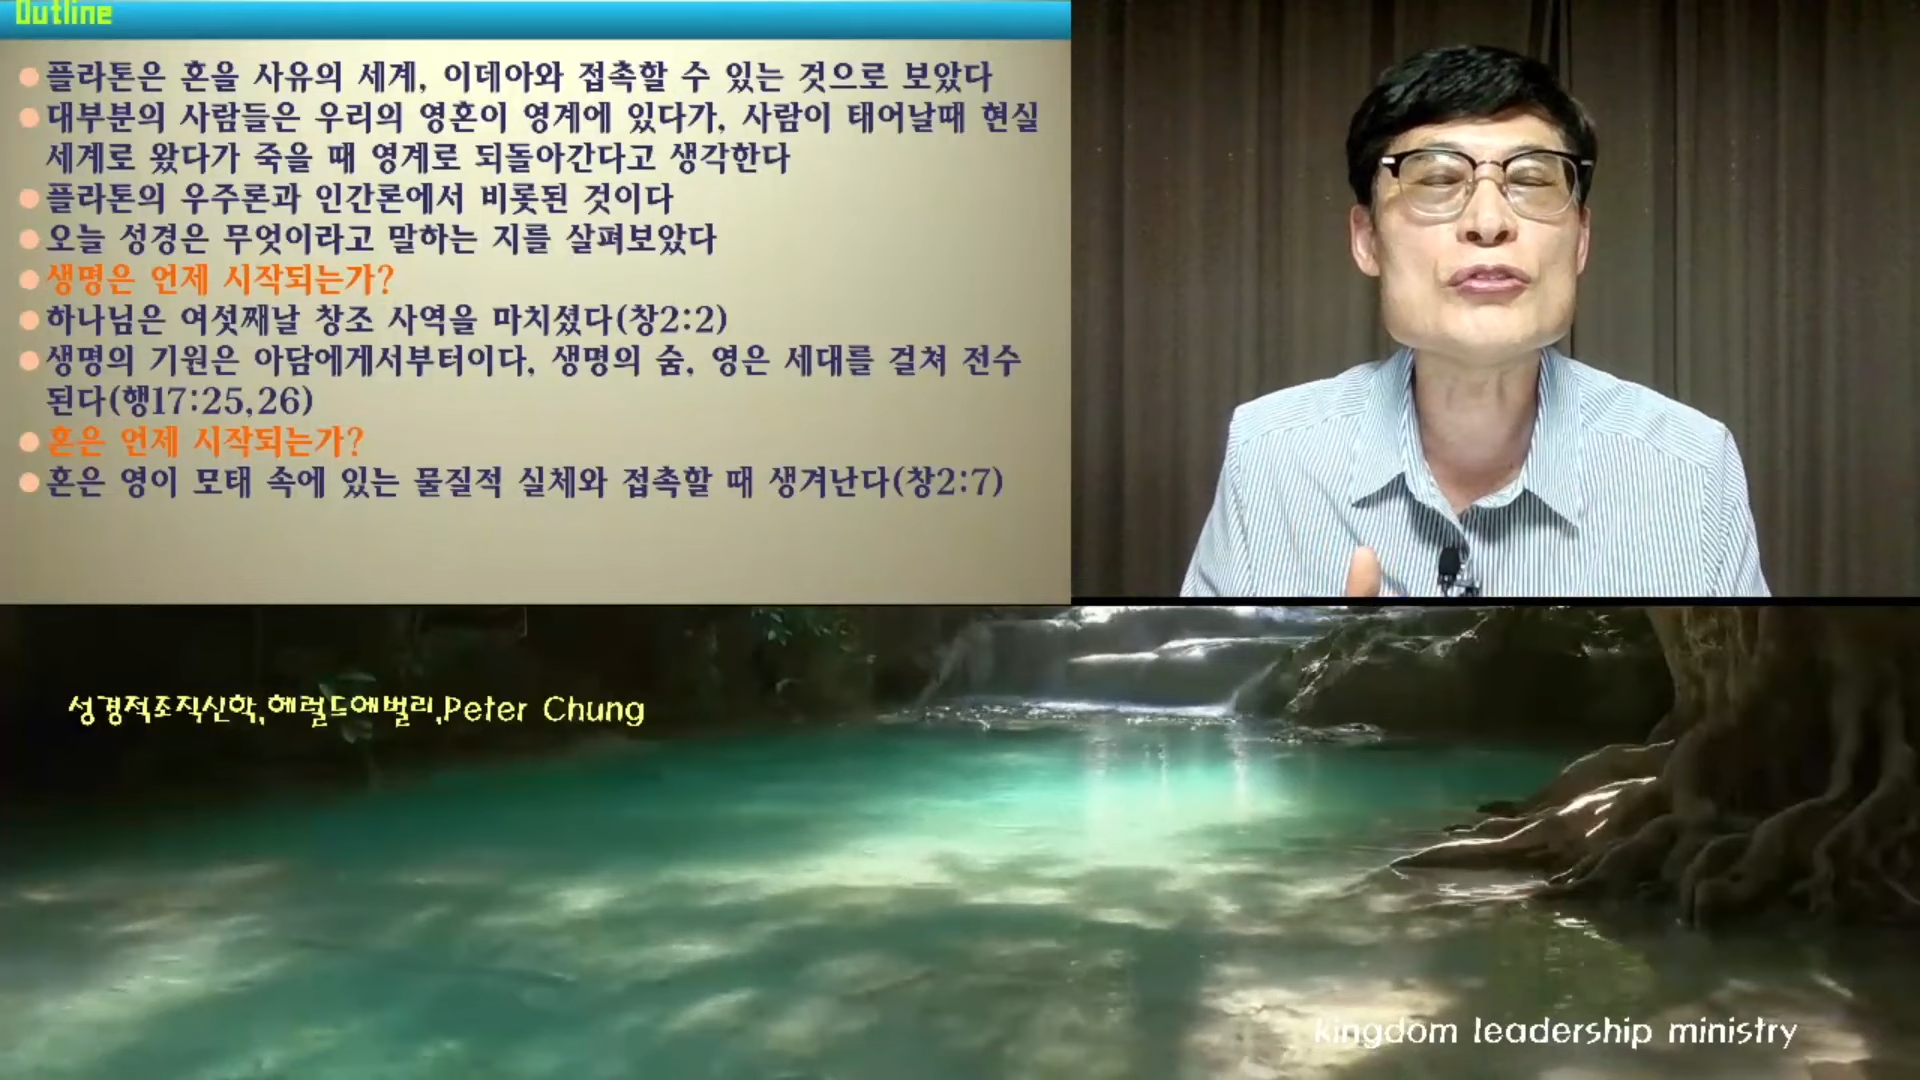 Outline
플라톤은 혼을 사유의 세계, 이데아와 접촉할 수 있는 것으로 보았다
대부분의 사람들은 우리의 영혼이 영계에 있다가, 사람이 태어날때 현실
세계로 왔다가 죽을 때 영계로 되돌아간다고 생각한다
플라톤의 우주론과 인간론에서 비롯된 것이다
오늘 성경은 무엇이라고 말하는 지를 살펴보았다
생명은 언제 시작되는가?
하나님은 여섯째날 창조 사역을 마치셨다(창2:2)
생명의 기원은 아담에게서부터이다. 생명의 숨, 영은 세대를 걸쳐 전수
된다(행17:25,26)
혼은 언제 시작되는가?
혼은 영이 모태 속에 있는 물질적 실체와 접촉할 때 생겨난다(창2:7)
성경적조직신학,헤럴드에벌리,Peter Chung
kingdom leadership ministry